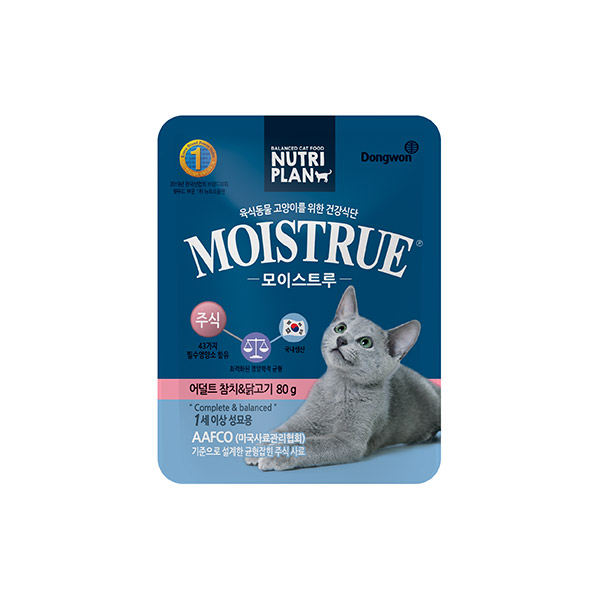 BALANCED CAT FOOD
NUTRI
PLAN
Dongwon
1
육식동물 고양이를 위한 건강식단
MOISTRUE®
모이스트루
주식
43가지
필수영양소 함유
최적화된 영양학적 균형
국내생산
어덜트 참치&닭고기 80 g
" Complete & balanced "
1세 이상 성묘용
AAFCO (미국사료관리협회)
기준으로 설계한 균형잡힌 주식 사료